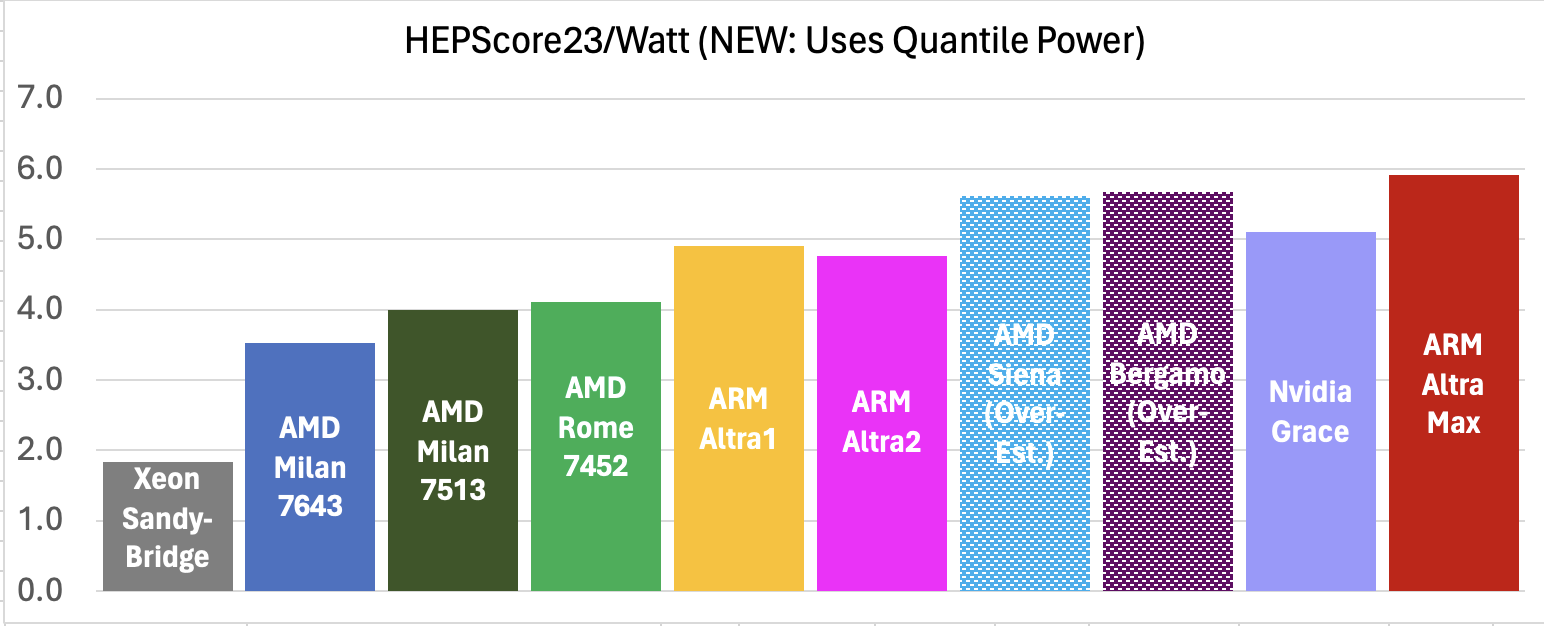 HEPScore23/Watt (NEW: Uses Quantile Power)
7.0
6.0
5.0
4.0
3.0
2.0
1.0
0.0
Xeon
Sandy-
Bridge
AMD
Milan
7643
AMD
Milan
7513
AMD
Rome
7452
ARM
Altra1
ARM
Altra2
AMD
Siena
(Over-
Est.)
AMD
Bergamo
(Over-
Est.)
Nvidia
Grace
ARM
Altra
Max